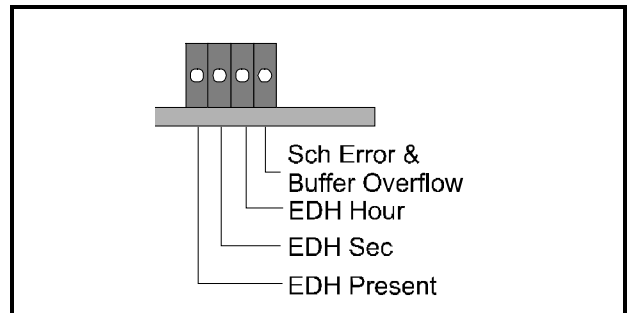 Sch Error &
Buffer Overflow
EDH Hour
EDH Sec
EDH Present